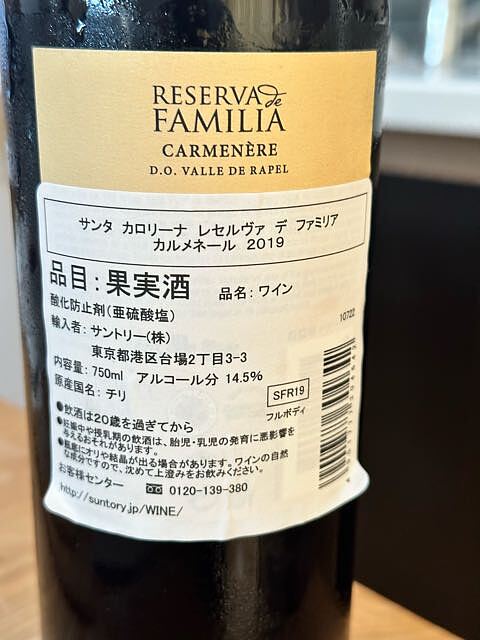 RESERVA de
FAMILIA
CARMENÈRE
D.O. VALLE DE RAPEL
サンタ カロリーナ レセルヴァ デ ファミリア
カルメネール 2019
品目：果実酒 品名：ワイン
酸化防止剤（亜硫酸塩）
輸入者：サントリー(株)
東京都港区台場2丁目3-3
内容量：750ml アルコール分 14.5%
原産国名：チリ
10722
SFR19
フルボディ
●飲酒は20歳を過ぎてから
●妊娠中や授乳期の飲酒は、胎児・乳児の発育に悪影響を
与えるおそれがあります。
●瓶底にオリや結晶が出る場合があります。ワインの自然
な成分ですので、沈めて上澄みをお飲みください。
お客様センター 0120-139-380
http://suntory.jp/WINE/